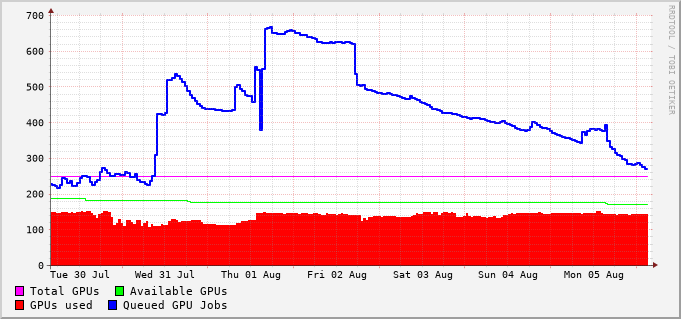 700
600
500
400
300
200
100
0
Tue 30 Jul Wed 31 Jul Thu 01 Aug Fri 02 Aug Sat 03 Aug Sun 04 Aug Mon 05 Aug
Total GPUs Available GPUs
GPUs used Queued GPU Jobs
RRDTOOL / TOBI OETIKER